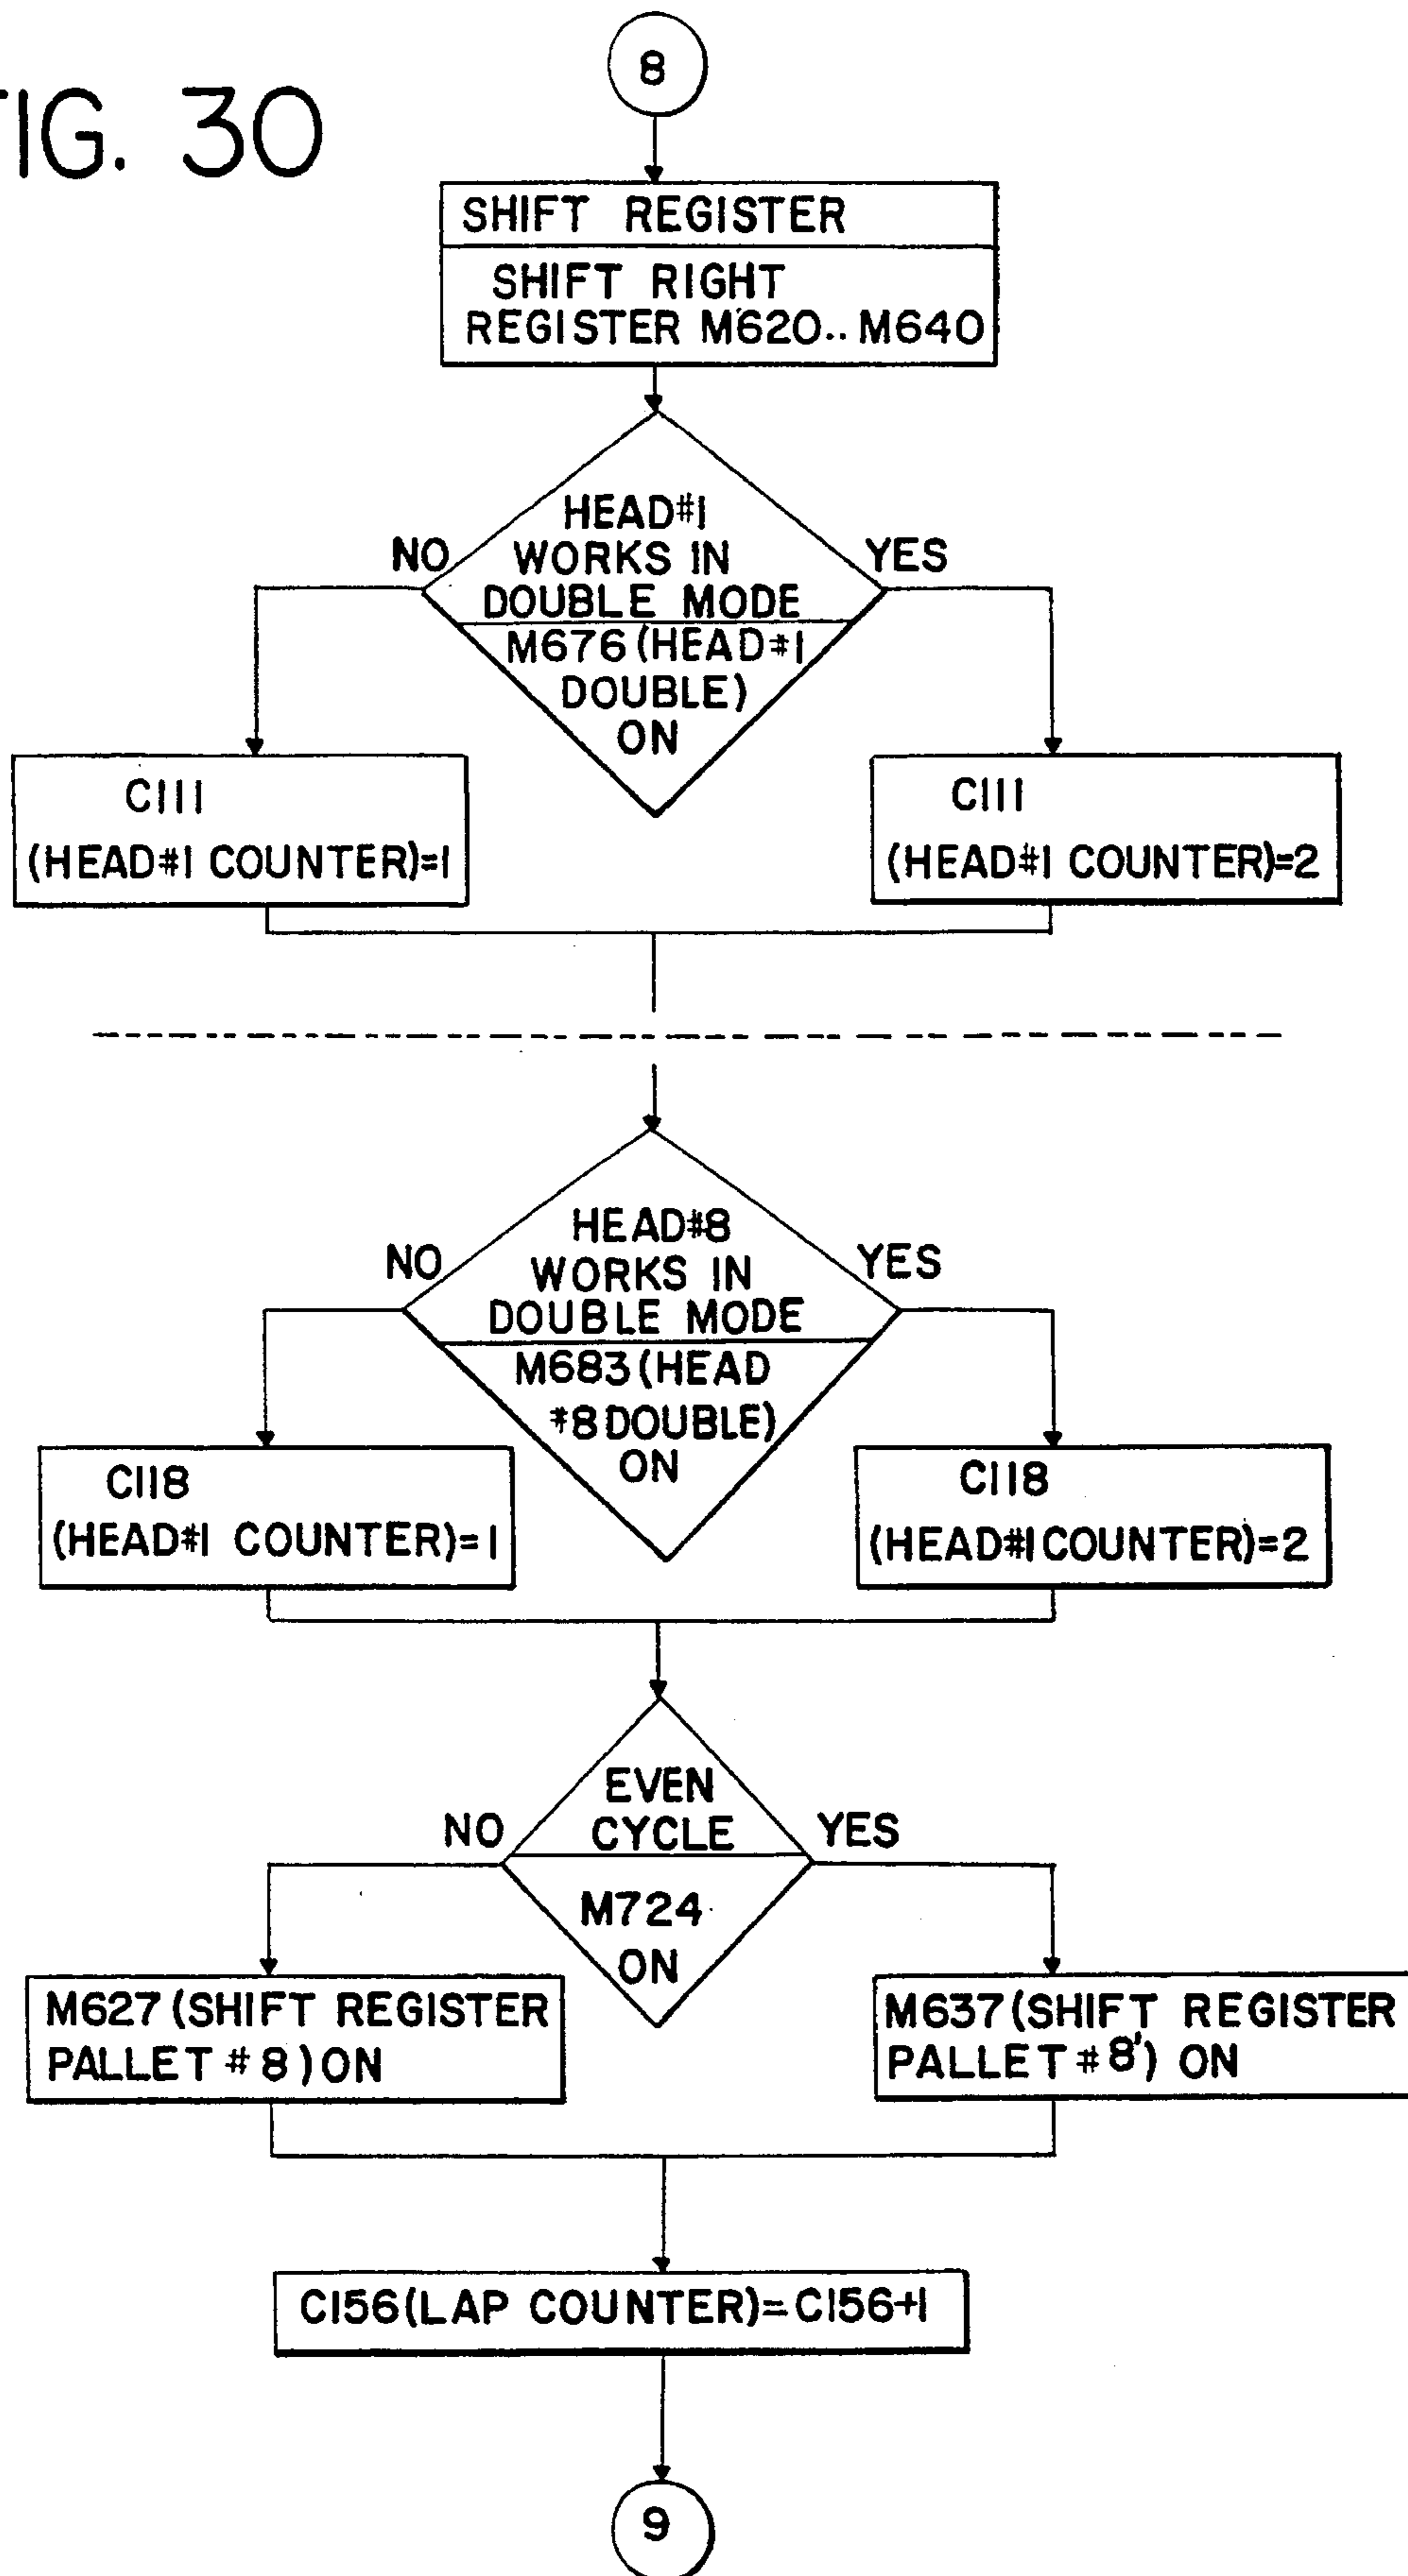 8
FIG. 30
SHIFT REGISTER
SHIFT RIGHT
REGISTER M620.. M640
HEAD#1
WORKS IN
DOUBLE MODE
NO
YES
M676(HEAD#1
DOUBLE)
ON
C111
(HEAD#1 COUNTER)=1
C111
(HEAD#1 COUNTER)=2
HEAD#8
WORKS IN
DOUBLE MODE
NO
YES
M683(HEAD
#8 DOUBLE)
ON
C118
(HEAD#1 COUNTER)=1
C118
(HEAD#1 COUNTER)=2
EVEN
CYCLE
NO
YES
M724
ON
M627(SHIFT REGISTER
PALLET #8)ON
M637(SHIFT REGISTER
PALLET #8') ON
C156(LAP COUNTER)=C156+1
9